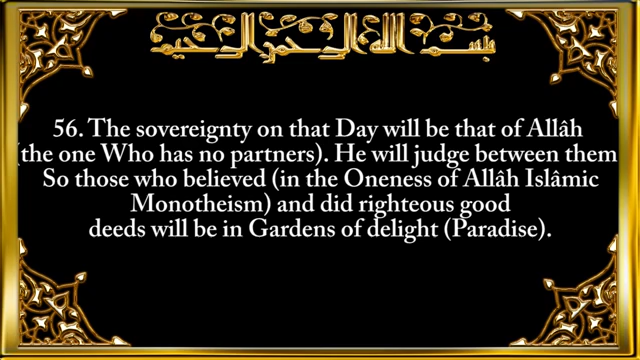 بسم الله الرحمن الرحيم
56. The sovereignty on that Day will be that of Allâh
(the one Who has no partners). He will judge between them
So those who believed (in the Oneness of Allâh Islâmic
Monotheism) and did righteous good
deeds will be in Gardens of delight (Paradise).